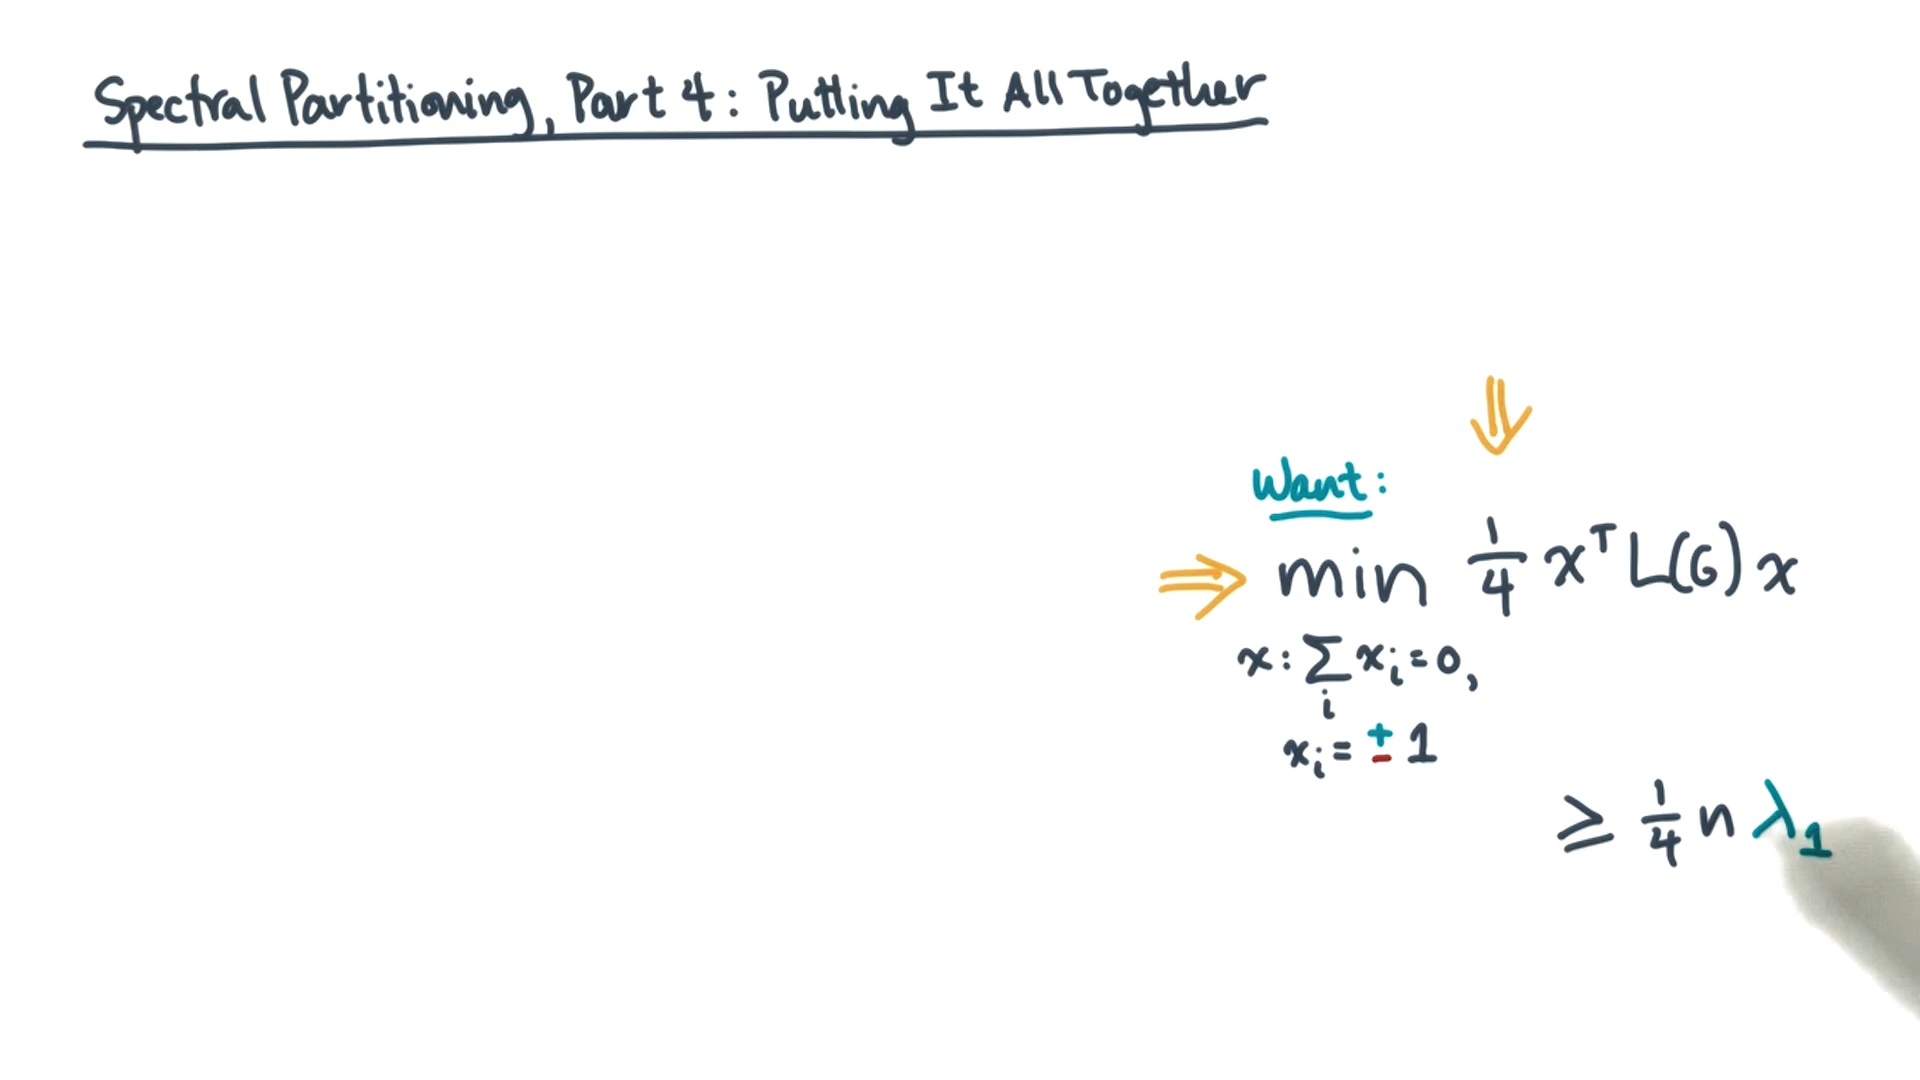 Spectral Partitioning, Part 4: Putting It All Together
Want:
min 1/4 xᵀL(G)x
x: ∑ᵢ xᵢ=0,
xᵢ= ± 1
≥ 1/4 n λ₁